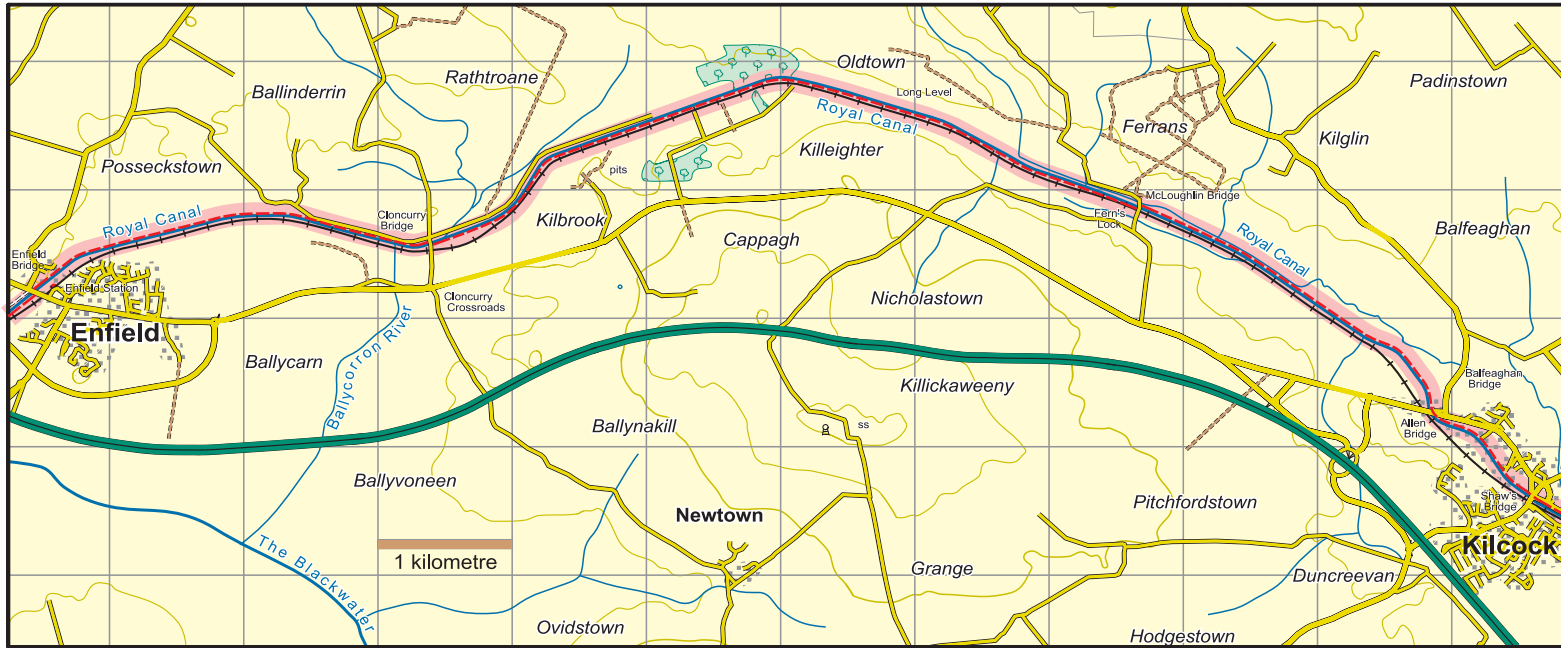 Oldtown
Rathtroane
Padinstown
Ballinderrin
Long Level
Royal Canal
Ferrans
Kilglin
Killeighter
Posseckstown
pits
McLoughlin Bridge
Royal Canal
Cloncurry
Bridge
Kilbrook
Fern's
Lock
Cappagh
Royal Canal
Balfeaghan
Enfield
Bridge
Enfield Station
Cloncurry
Crossroads
Nicholastown
Enfield
Ballycorron River
Ballycarn
Killickaweeny
Balfeaghan
Bridge
Ballynakill
ss
Allen
Bridge
Ballyvoneen
Pitchfordstown
Shaw's
Bridge
Newtown
Kilcock
1 kilometre
The Blackwater
Grange
Duncreevan
Ovidstown
Hodgestown